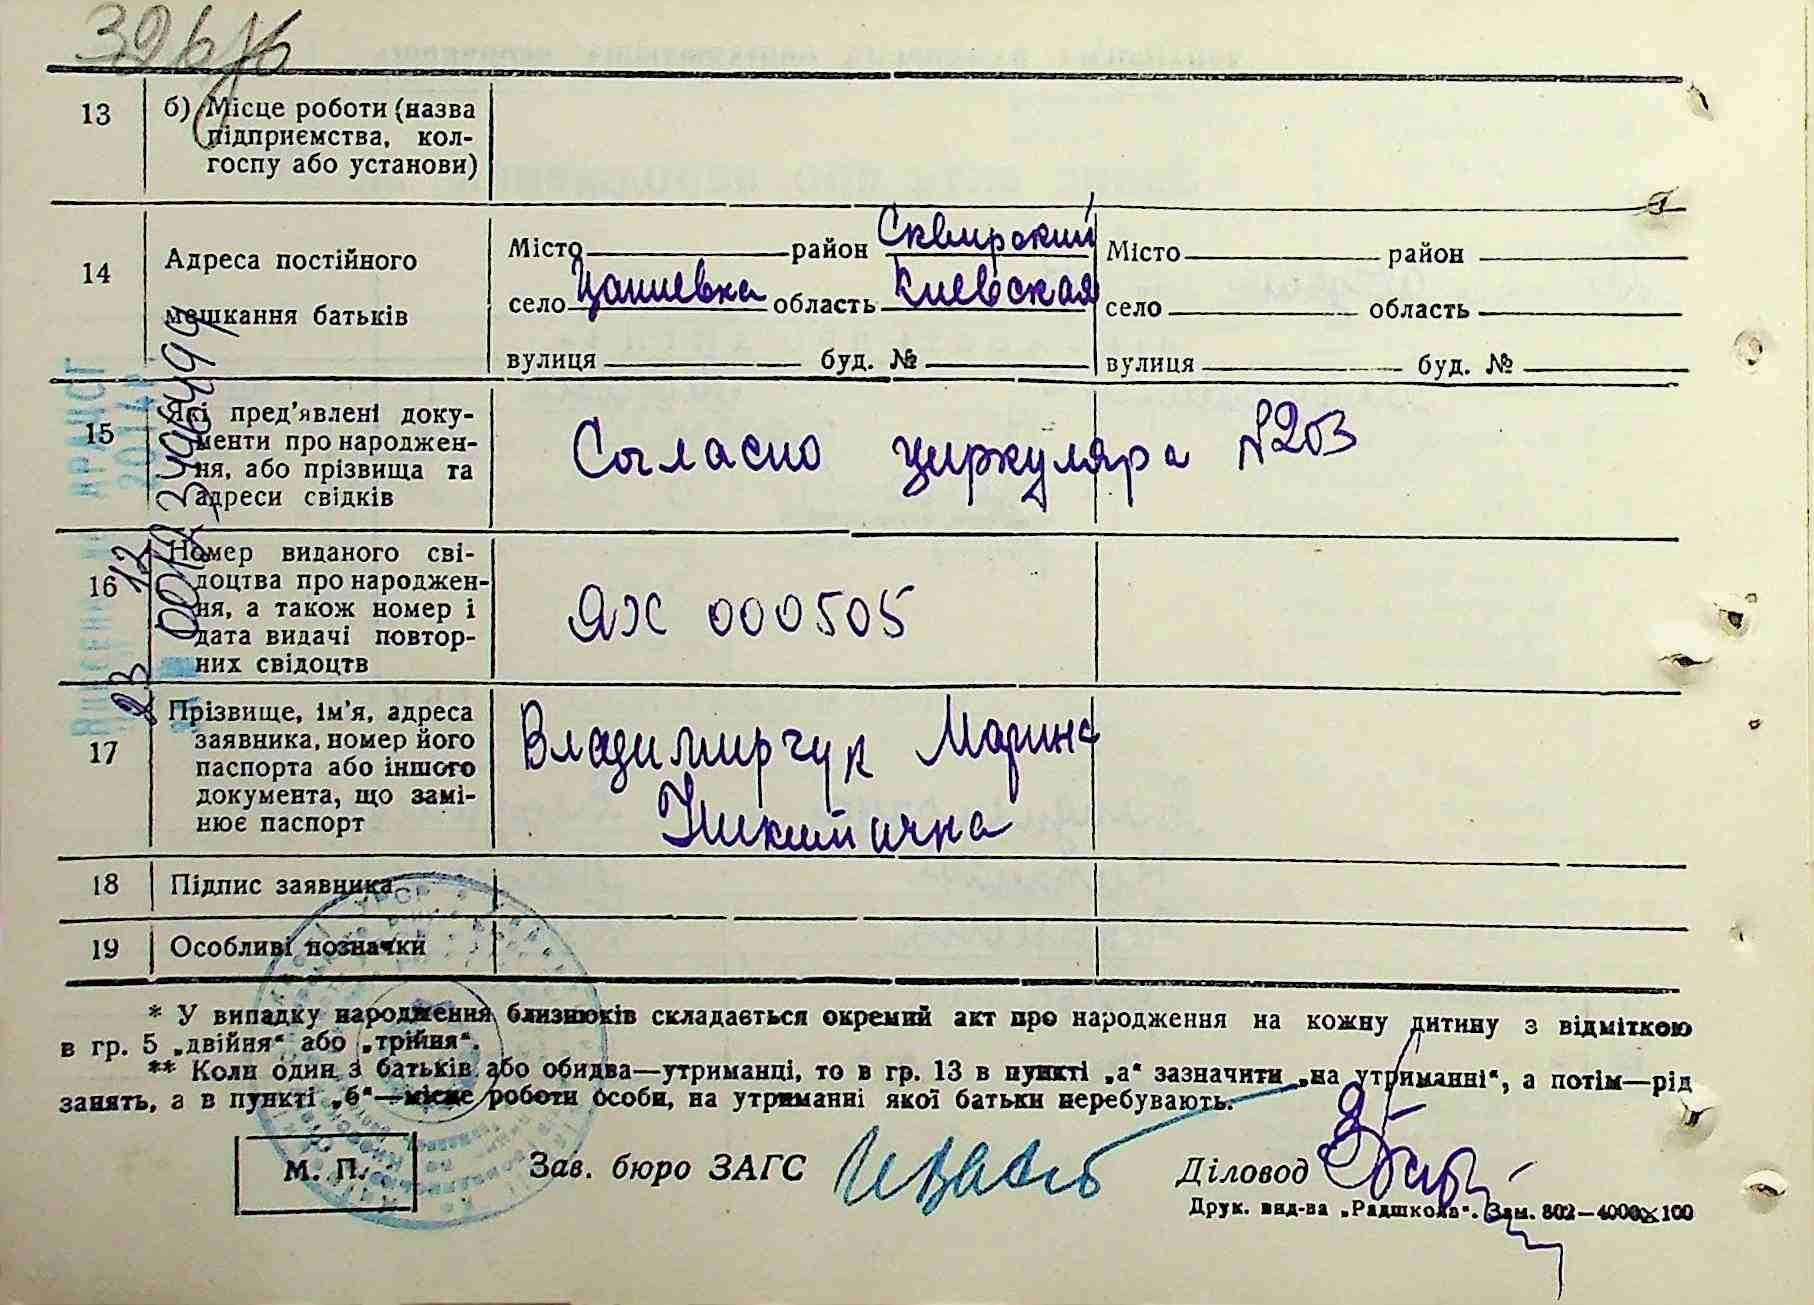 396/б
13 б) Місце роботи (назва
підприємства, кол-
госпу або установи)
14 Адреса постійного
мешкання батьків
Місто район Сквирский
село область Киевская
вулиця буд. №
Місто район
село область
вулиця буд. №
15 Які пред'явлені доку-
менти про народжен-
ня, або прізвища та
адреси свідків
Согласно циркуляра №203
16 Номер виданого сві-
доцтва про народжен-
ня, а також номер і
дата видачі повтор-
них свідоцтв
ЯХ 000505
17 Прізвище, ім'я, адреса
заявника, номер його
паспорта або іншого
документа, що замі-
нює паспорт
Владимирчук Марина
Никитична
18 Підпис заявника
19 Особливі позначки
* У випадку народження близнюків складається окремий акт про народження на кожну дитину з відміткою
в гр. 5 „двійня“ або „трійня“.
** Коли один з батьків або обидва—утриманці, то в гр. 13 в пункті „а“ зазначити „на утриманні“, а потім—рід
занять, а в пункті „б“—місце роботи особи, на утриманні якої батьки перебувають.
М. П. Зав. бюро ЗАГС Діловод
Друк. вид-ва „Радшкола“. Зам. 802—4000х100